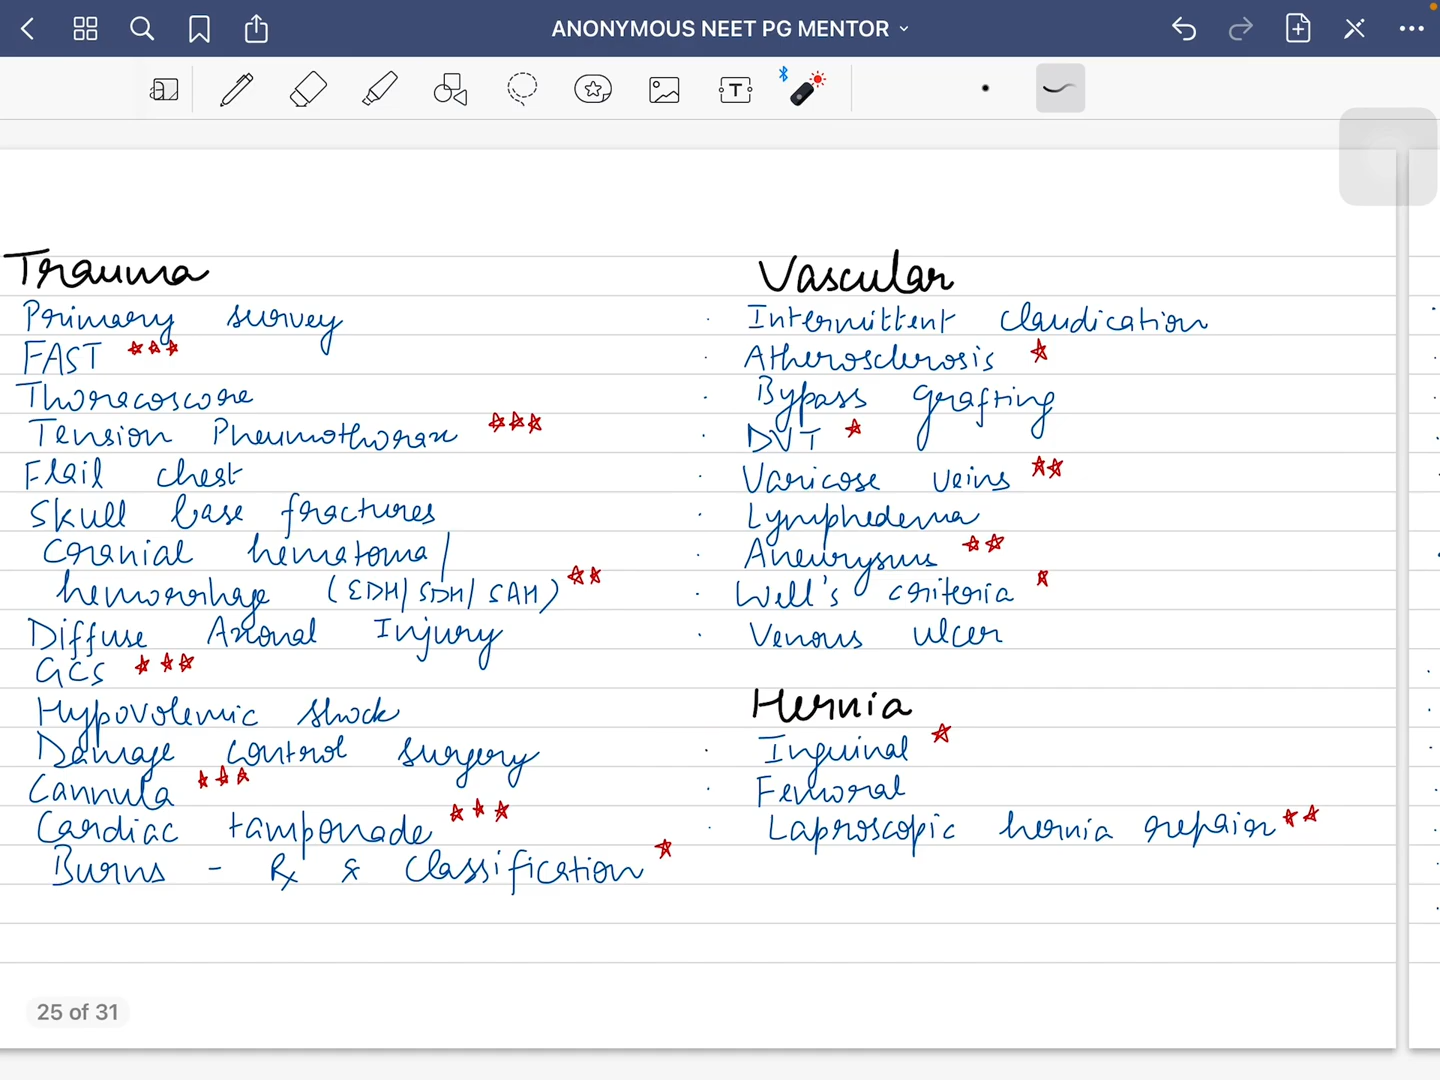 ANONYMOUS NEET PG MENTOR
Trauma
Primary survey
FAST ***
Thoracoscore
Tension Pneumothorax ***
Flail chest
Skull base fractures
Cranial hematoma/
hemorrhage (EDH/SDH/SAH) **
Diffuse Axonal Injury
GCS ***
Hypovolemic shock
Damage control surgery
Cannula ***
Cardiac tamponade ***
Burns - Rx & Classification *
Vascular
. Intermittent claudication
. Atherosclerosis *
. Bypass grafting
. DVT *
. Varicose veins **
. Lymphedema
. Aneurysms **
. Well's criteria *
. Venous ulcer
Hernia
. Inguinal *
. Femoral
. Laproscopic hernia repair **
25 of 31